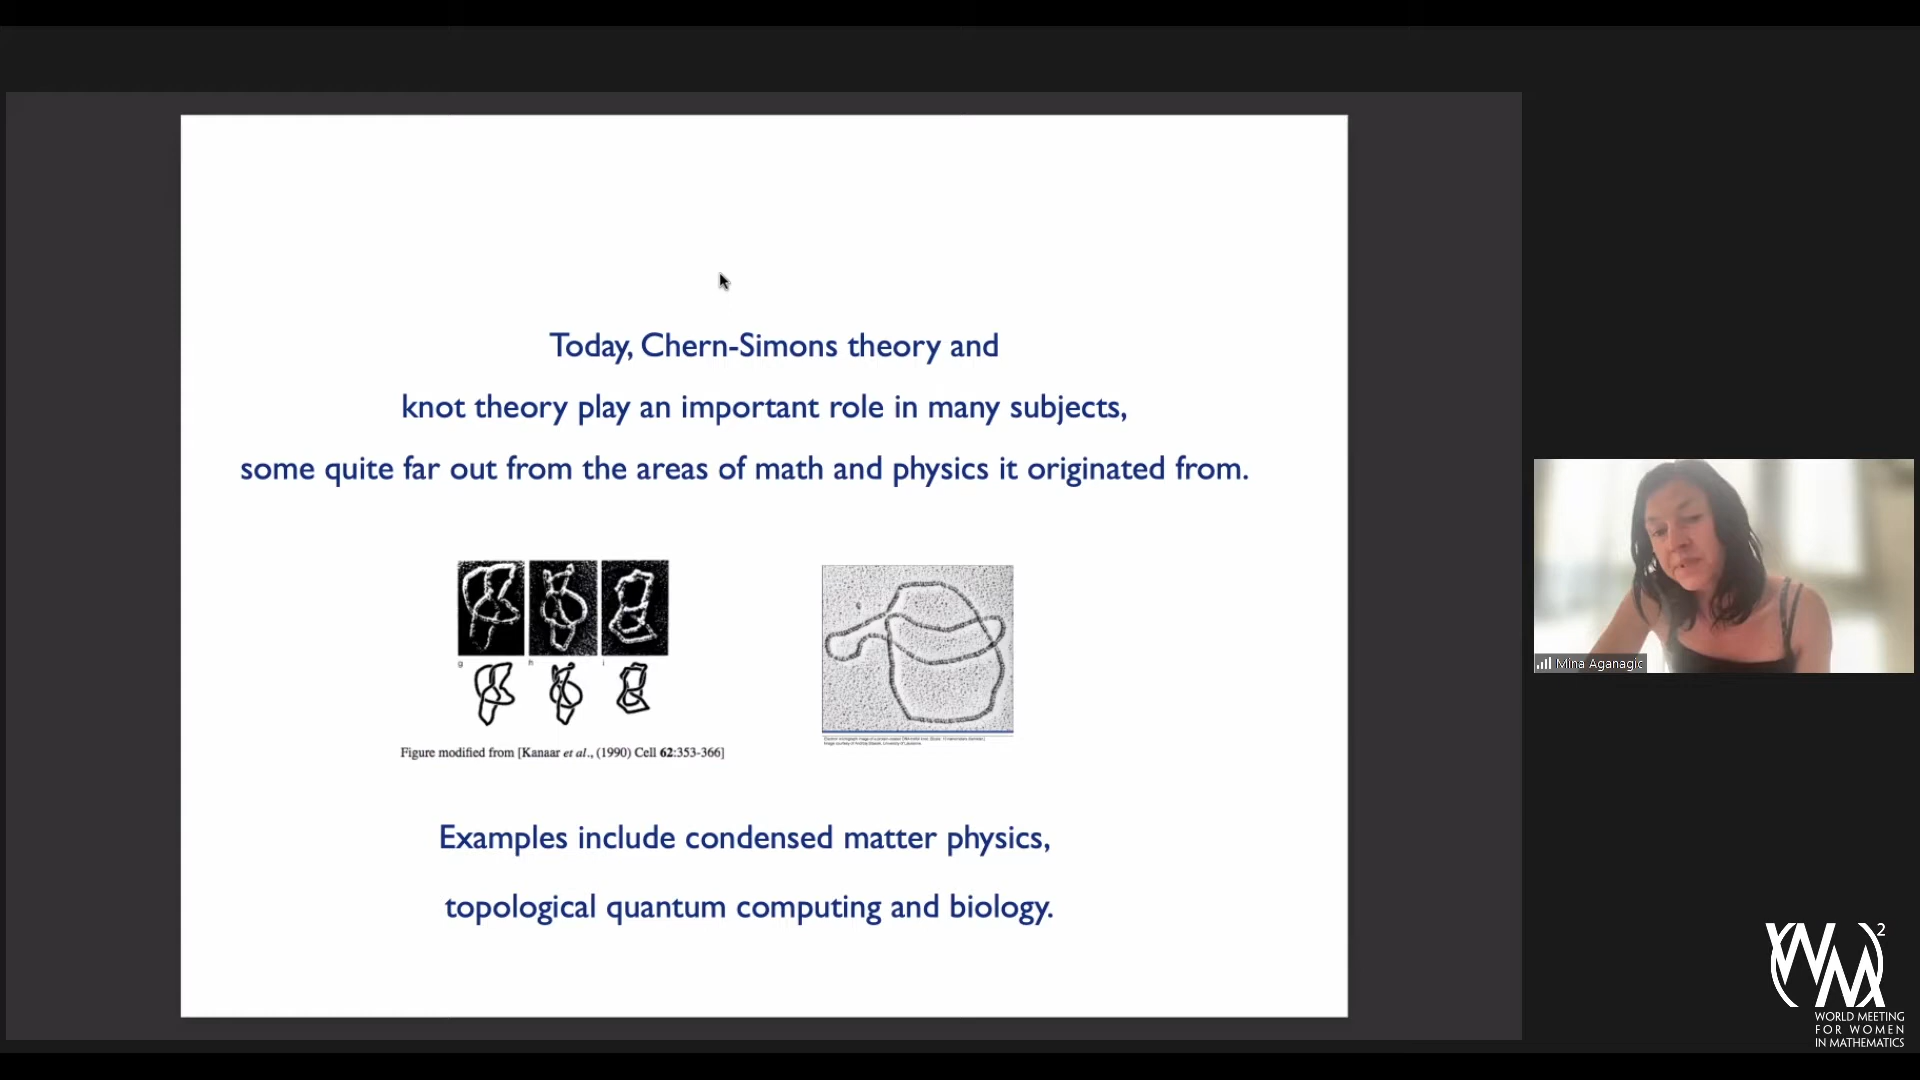 Today, Chern-Simons theory and
knot theory play an important role in many subjects,
some quite far out from the areas of math and physics it originated from.
g h i
Figure modified from [Kanaar et al., (1990) Cell 62:353-366]
Examples include condensed matter physics,
topological quantum computing and biology.
Mina Aganagic
WM 2
WORLD MEETING
FOR WOMEN
IN MATHEMATICS